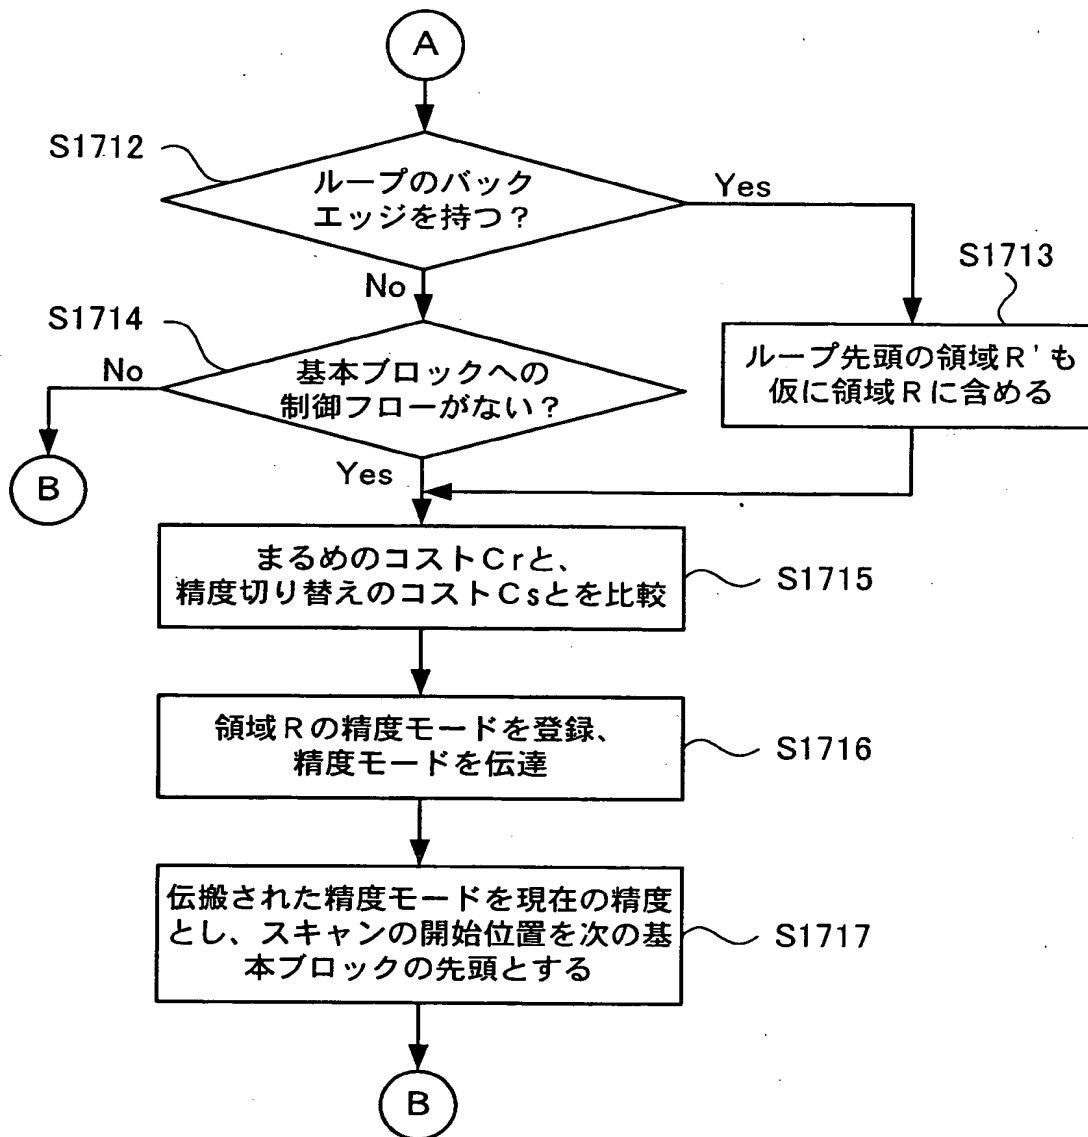 A
S1712
ループのバック
エッジを持つ？
Yes
No
S1713
ループ先頭の領域R'も
仮に領域Rに含める
S1714
No
基本ブロックへの
制御フローがない？
B
Yes
まるめのコストCrと、
精度切り替えのコストCsとを比較
S1715
領域Rの精度モードを登録、
精度モードを伝達
S1716
伝搬された精度モードを現在の精度
とし、スキャンの開始位置を次の基
本ブロックの先頭とする
S1717
B